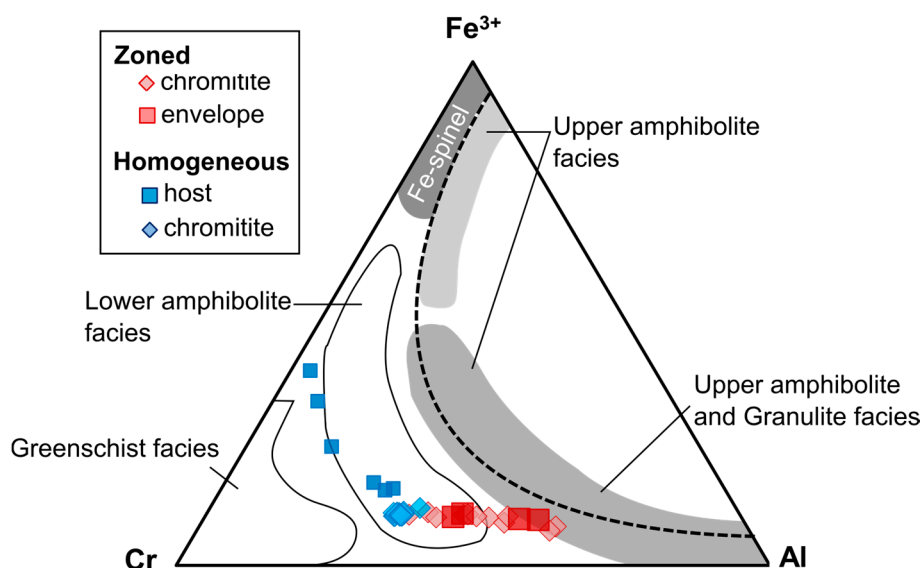 Fe³⁺
Zoned
chromitite
envelope
Homogeneous
host
chromitite
Fe-spinel
Upper amphibolite
facies
Lower amphibolite
facies
Upper amphibolite
and Granulite facies
Greenschist facies
Cr
Al